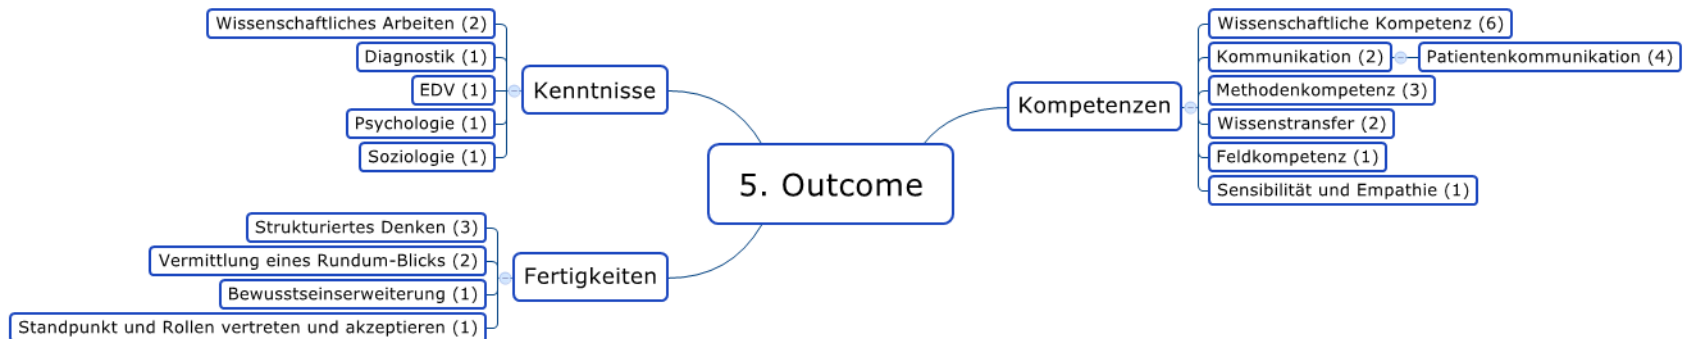 5. Outcome
Kenntnisse
Wissenschaftliches Arbeiten (2)
Diagnostik (1)
EDV (1)
Psychologie (1)
Soziologie (1)
Fertigkeiten
Strukturiertes Denken (3)
Vermittlung eines Rundum-Blicks (2)
Bewusstseinserweiterung (1)
Standpunkt und Rollen vertreten und akzeptieren (1)
Kompetenzen
Wissenschaftliche Kompetenz (6)
Kommunikation (2)
Patientenkommunikation (4)
Methodenkompetenz (3)
Wissenstransfer (2)
Feldkompetenz (1)
Sensibilität und Empathie (1)